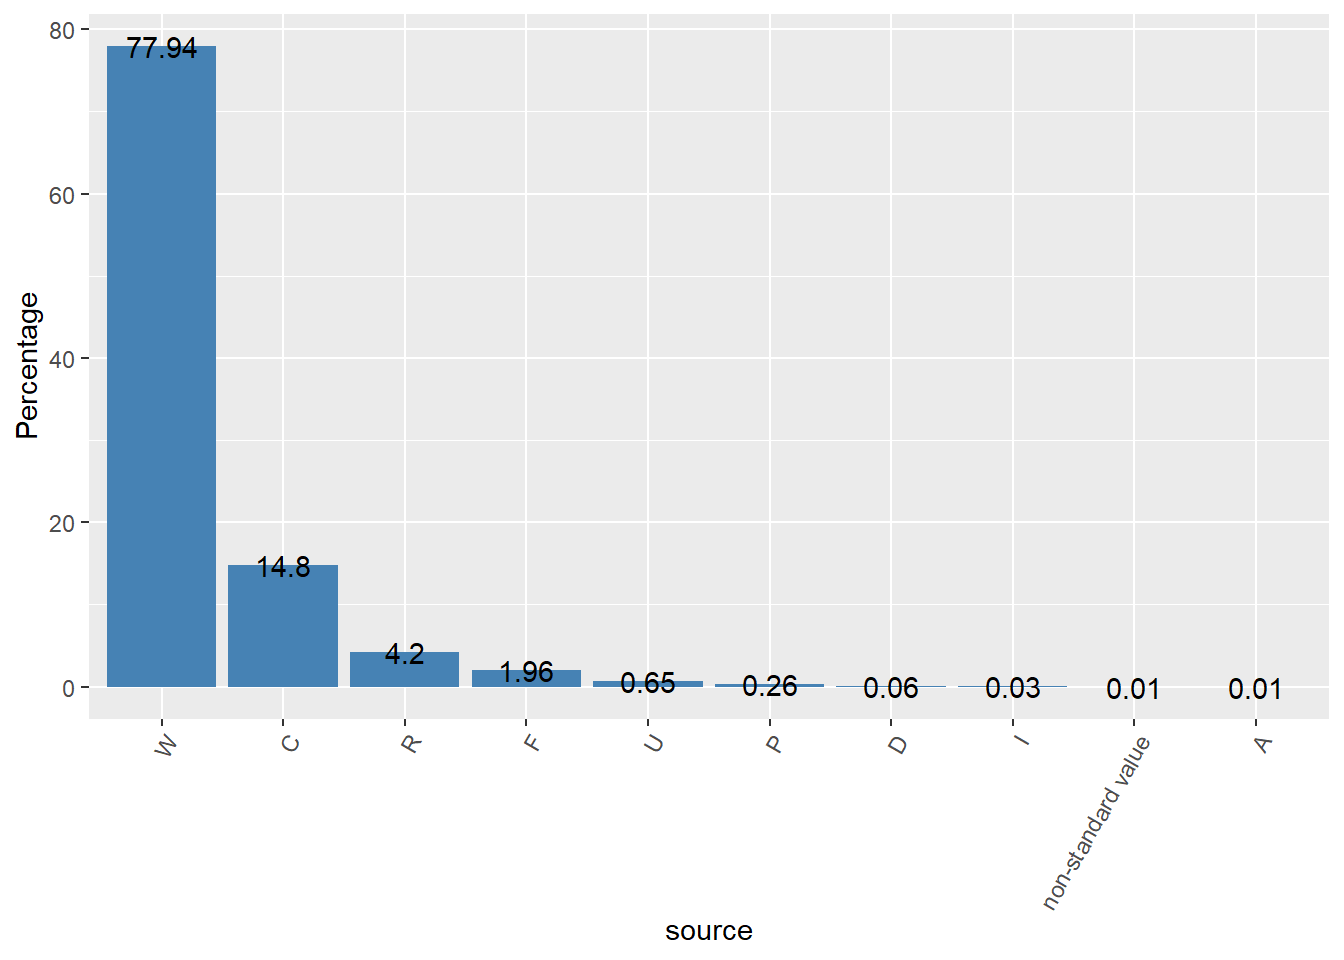 80
60
40
20
0
Percentage
77.94
14.8
4.2
1.96
0.65
0.26
0.06
0.03
0.01
0.01
W
C
R
F
U
P
D
I
non-standard value
A
source